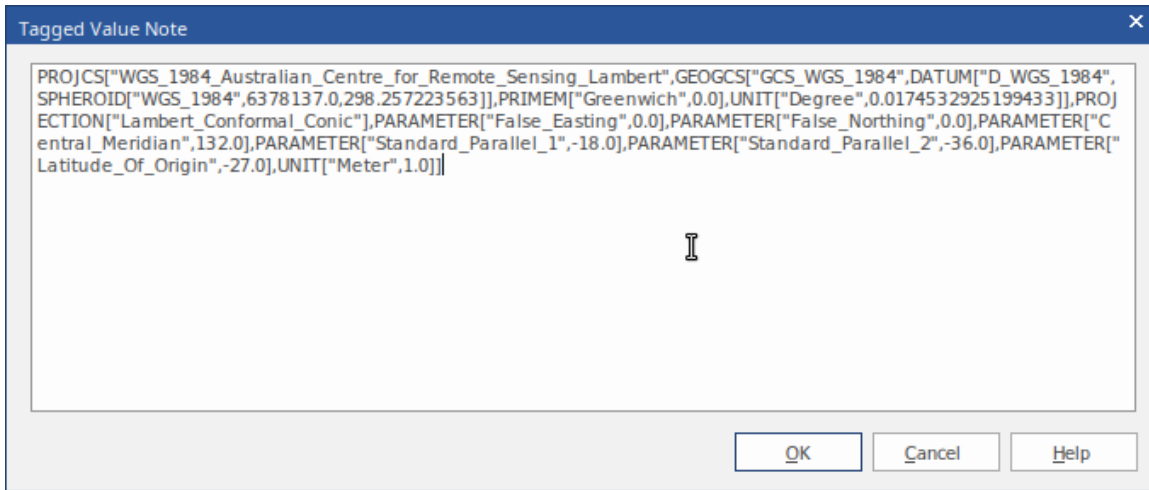 Tagged Value Note
PROJCS["WGS_1984_Australian_Centre_for_Remote_Sensing_Lambert",GEOGCS["GCS_WGS_1984",DATUM["D_WGS_1984",
SPHEROID["WGS_1984",6378137.0,298.257223563]],PRIMEM["Greenwich",0.0],UNIT["Degree",0.0174532925199433]],PROJ
ECTION["Lambert_Conformal_Conic"],PARAMETER["False_Easting",0.0],PARAMETER["False_Northing",0.0],PARAMETER["C
entral_Meridian",132.0],PARAMETER["Standard_Parallel_1",-18.0],PARAMETER["Standard_Parallel_2",-36.0],PARAMETER["
Latitude_Of_Origin",-27.0],UNIT["Meter",1.0]]
OK Cancel Help